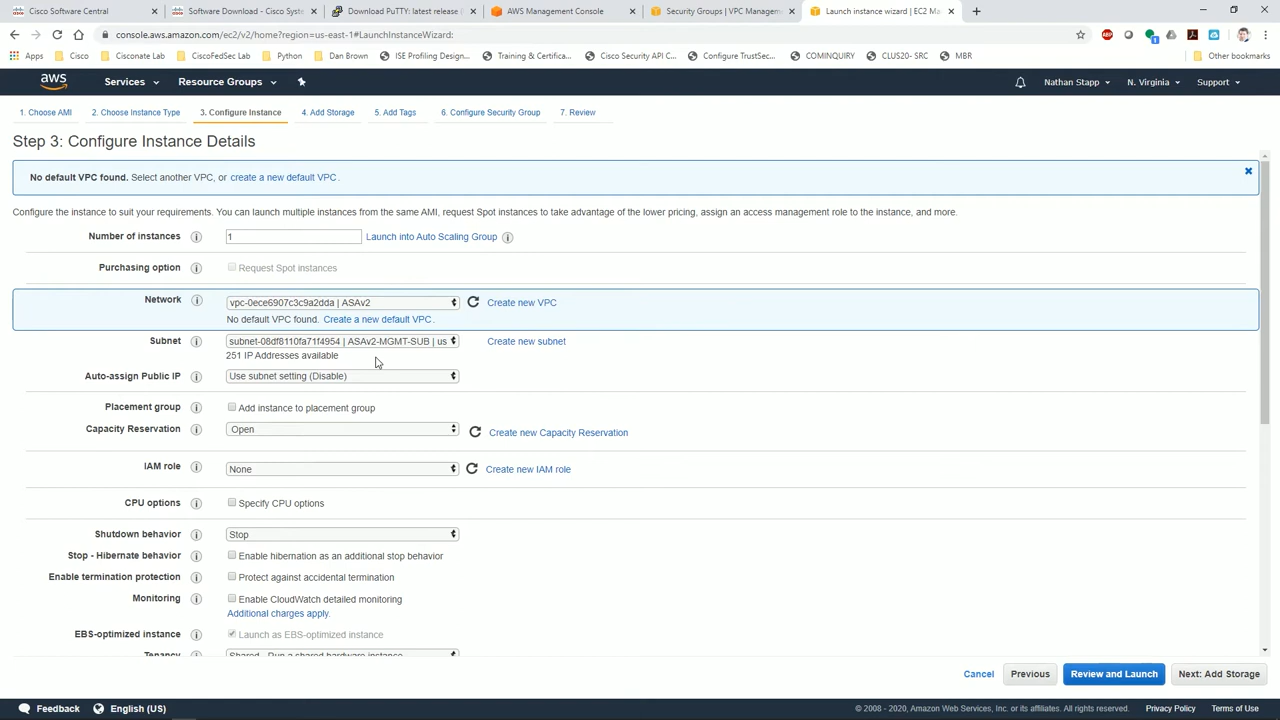 Cisco Software Central
Software Download - Cisco Syste
Download PuTTY: latest release (
AWS Management Console
Security Groups | VPC Manageme
Launch instance wizard | EC2 Ma
console.aws.amazon.com/ec2/v2/home?region=us-east-1#LaunchInstanceWizard:
Apps
Cisco
Cisconate Lab
CiscoFedSec Lab
Python
Dan Brown
ISE Profiling Design...
Training & Certifica...
Cisco Security API C...
Configure TrustSec...
COMINQUIRY
CLUS20- SRC
MBR
Other bookmarks
aws
Services
Resource Groups
Nathan Stapp
N. Virginia
Support
1. Choose AMI
2. Choose Instance Type
3. Configure Instance
4. Add Storage
5. Add Tags
6. Configure Security Group
7. Review
Step 3: Configure Instance Details
No default VPC found. Select another VPC, or create a new default VPC.
Configure the instance to suit your requirements. You can launch multiple instances from the same AMI, request Spot instances to take advantage of the lower pricing, assign an access management role to the instance, and more.
Number of instances
1
Launch into Auto Scaling Group
Purchasing option
Request Spot instances
Network
vpc-0ece6907c3c9a2dda | ASAv2
Create new VPC
No default VPC found. Create a new default VPC.
Subnet
subnet-08df8110fa71f4954 | ASAv2-MGMT-SUB | us
Create new subnet
251 IP Addresses available
Auto-assign Public IP
Use subnet setting (Disable)
Placement group
Add instance to placement group
Capacity Reservation
Open
Create new Capacity Reservation
IAM role
None
Create new IAM role
CPU options
Specify CPU options
Shutdown behavior
Stop
Stop - Hibernate behavior
Enable hibernation as an additional stop behavior
Enable termination protection
Protect against accidental termination
Monitoring
Enable CloudWatch detailed monitoring
Additional charges apply.
EBS-optimized instance
Launch as EBS-optimized instance
Tenancy
Shared - Run a shared hardware instance
Cancel
Previous
Review and Launch
Next: Add Storage
Feedback
English (US)
© 2008 - 2020, Amazon Web Services, Inc. or its affiliates. All rights reserved.
Privacy Policy
Terms of Use